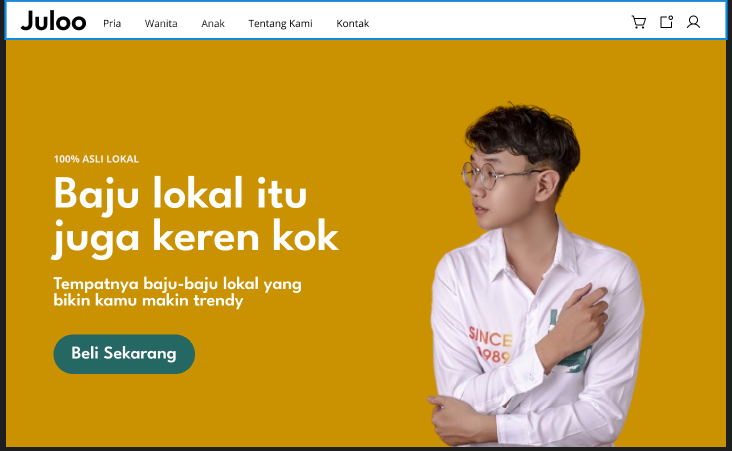 Juloo
Pria Wanita Anak Tentang Kami Kontak
100% ASLI LOKAL
Baju lokal itu
juga keren kok
Tempatnya baju-baju lokal yang
bikin kamu makin trendy
Beli Sekarang
SINCE
1989